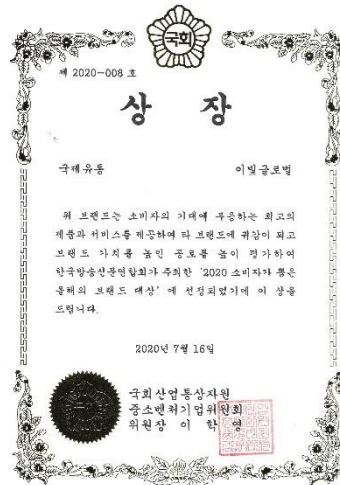 국회
제 2020-008 호
상 장
국제유통 이빛글로벌
위 브랜드는 소비자의 기대에 부응하는 최고의
제품과 서비스를 제공하여 타 브랜드에 귀감이 되고
브랜드 가치를 높인 공로를 높이 평가하여
한국방송신문연합회가 주최한 '2020 소비자가 뽑은
올해의 브랜드 대상' 에 선정되었기에 이 상을
드립니다.
2020년 7월 16일
국회산업통상자원
중소벤처기업위원회
위원장 이 학 영